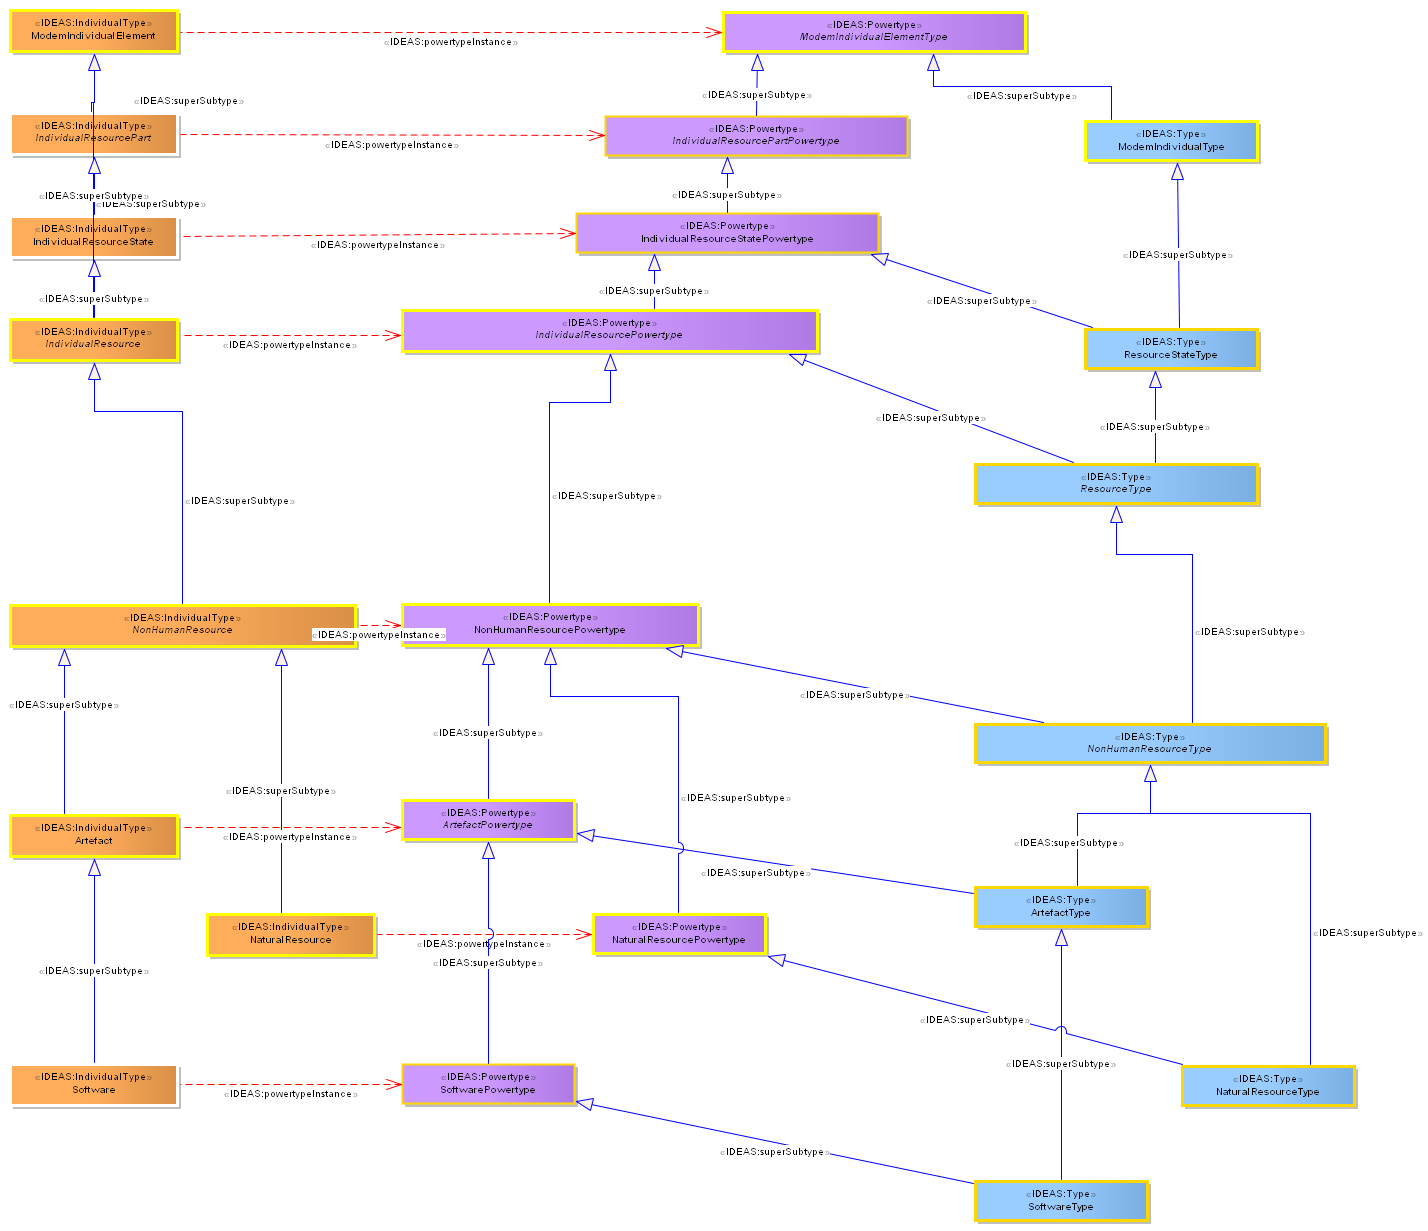 «IDEAS:IndividualType»
ModemIndividualElement
«IDEAS:powertypeInstance»
«IDEAS:Powertype»
ModemIndividualElementType
«IDEAS:superSubtype»
«IDEAS:superSubtype»
«IDEAS:superSubtype»
«IDEAS:IndividualType»
IndividualResourcePart
«IDEAS:powertypeInstance»
«IDEAS:Powertype»
IndividualResourcePartPowertype
«IDEAS:Type»
ModemIndividualType
«IDEAS:superSubtype»
«IDEAS:superSubtype»
«IDEAS:superSubtype»
«IDEAS:IndividualType»
IndividualResourceState
«IDEAS:powertypeInstance»
«IDEAS:Powertype»
IndividualResourceStatePowertype
«IDEAS:superSubtype»
«IDEAS:superSubtype»
«IDEAS:superSubtype»
«IDEAS:superSubtype»
«IDEAS:IndividualType»
IndividualResource
«IDEAS:powertypeInstance»
«IDEAS:Powertype»
IndividualResourcePowertype
«IDEAS:Type»
ResourceStateType
«IDEAS:superSubtype»
«IDEAS:superSubtype»
«IDEAS:Type»
ResourceType
«IDEAS:superSubtype»
«IDEAS:superSubtype»
«IDEAS:superSubtype»
«IDEAS:IndividualType»
NonHumanResource
«IDEAS:powertypeInstance»
«IDEAS:Powertype»
NonHumanResourcePowertype
«IDEAS:superSubtype»
«IDEAS:superSubtype»
«IDEAS:superSubtype»
«IDEAS:Type»
NonHumanResourceType
«IDEAS:superSubtype»
«IDEAS:superSubtype»
«IDEAS:IndividualType»
Artefact
«IDEAS:powertypeInstance»
«IDEAS:Powertype»
ArtefactPowertype
«IDEAS:superSubtype»
«IDEAS:superSubtype»
«IDEAS:Type»
ArtefactType
«IDEAS:IndividualType»
NaturalResource
«IDEAS:powertypeInstance»
«IDEAS:Powertype»
NaturalResourcePowertype
«IDEAS:superSubtype»
«IDEAS:superSubtype»
«IDEAS:superSubtype»
«IDEAS:superSubtype»
«IDEAS:superSubtype»
«IDEAS:IndividualType»
Software
«IDEAS:powertypeInstance»
«IDEAS:Powertype»
SoftwarePowertype
«IDEAS:Type»
NaturalResourceType
«IDEAS:superSubtype»
«IDEAS:Type»
SoftwareType